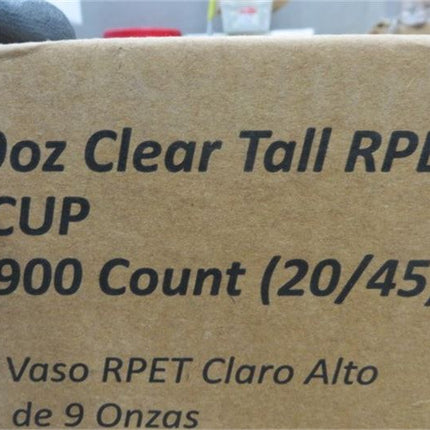 oz Clear Tall RPE
CUP
900 Count (20/45
Vaso RPET Claro Alto
de 9 Onzas